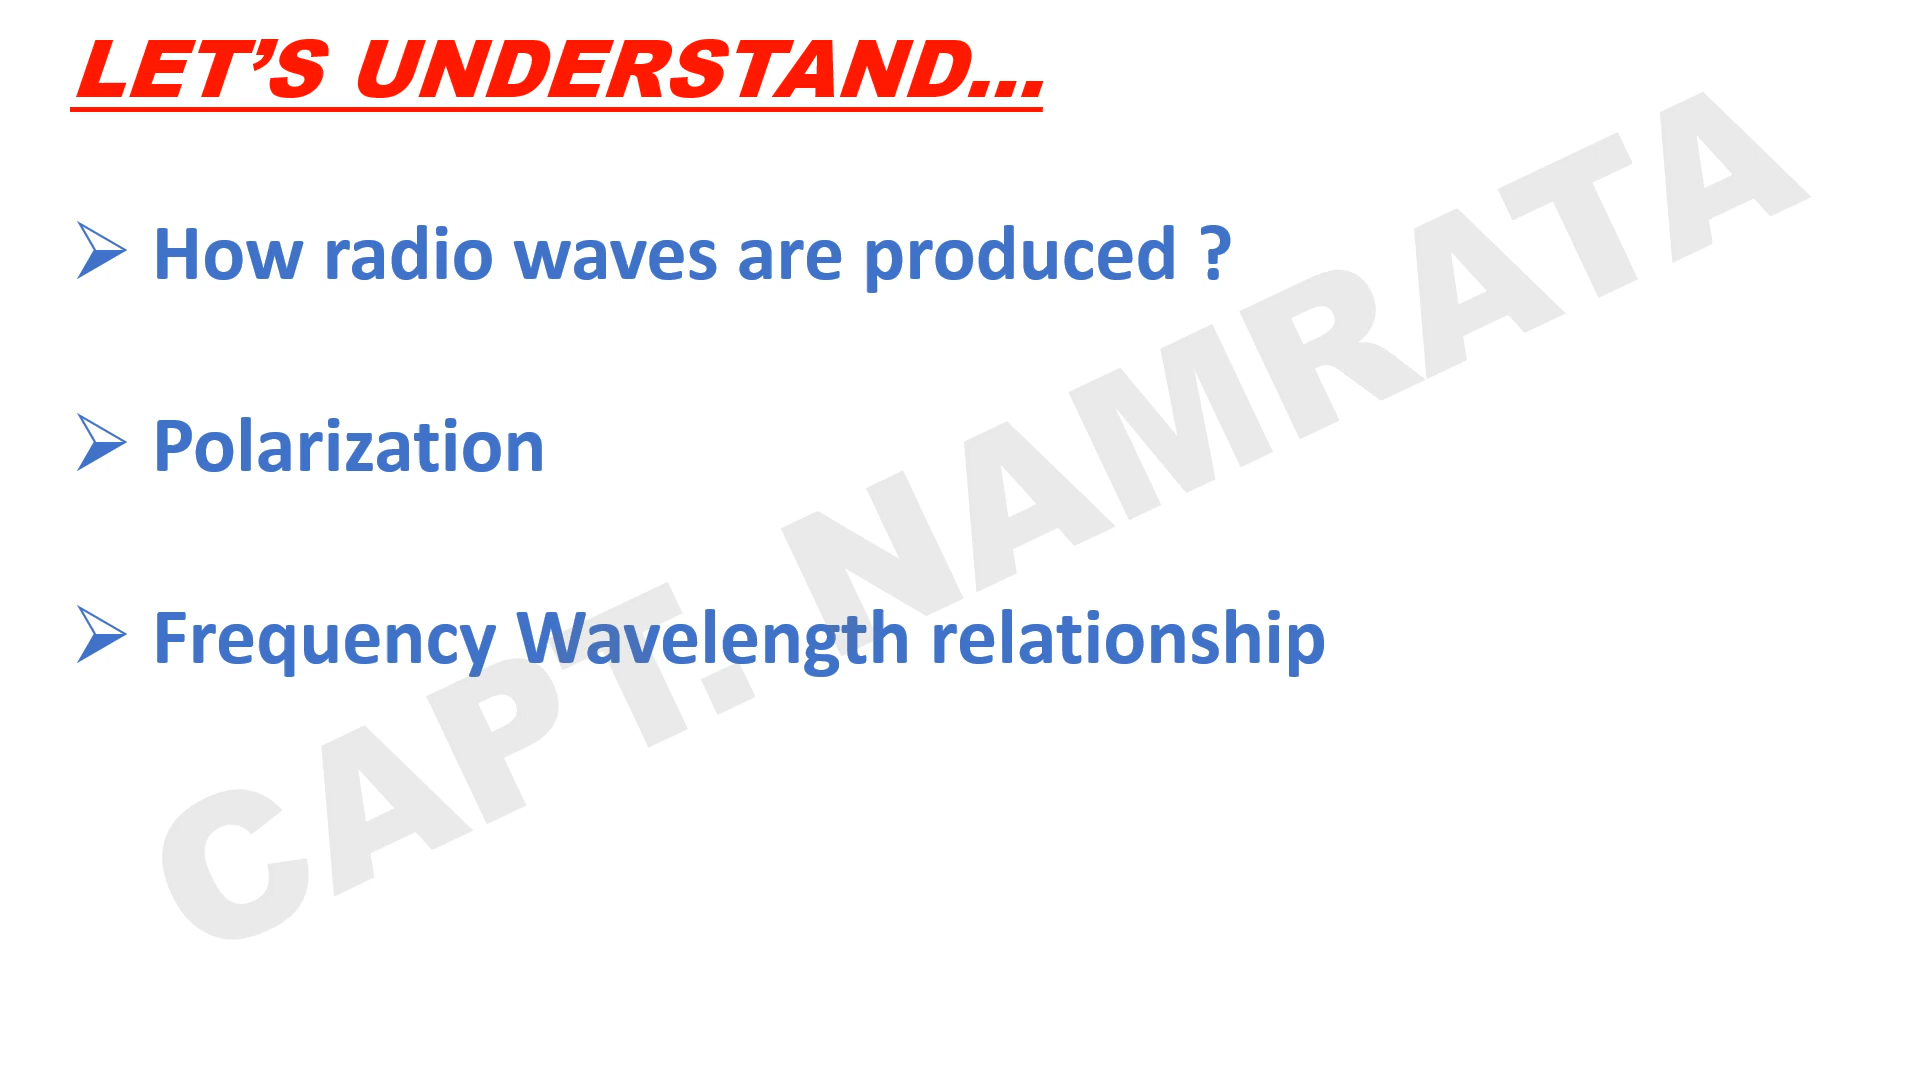 LET’S UNDERSTAND...
➢ How radio waves are produced ?
➢ Polarization
➢ Frequency Wavelength relationship
CAPT. NAMRATA